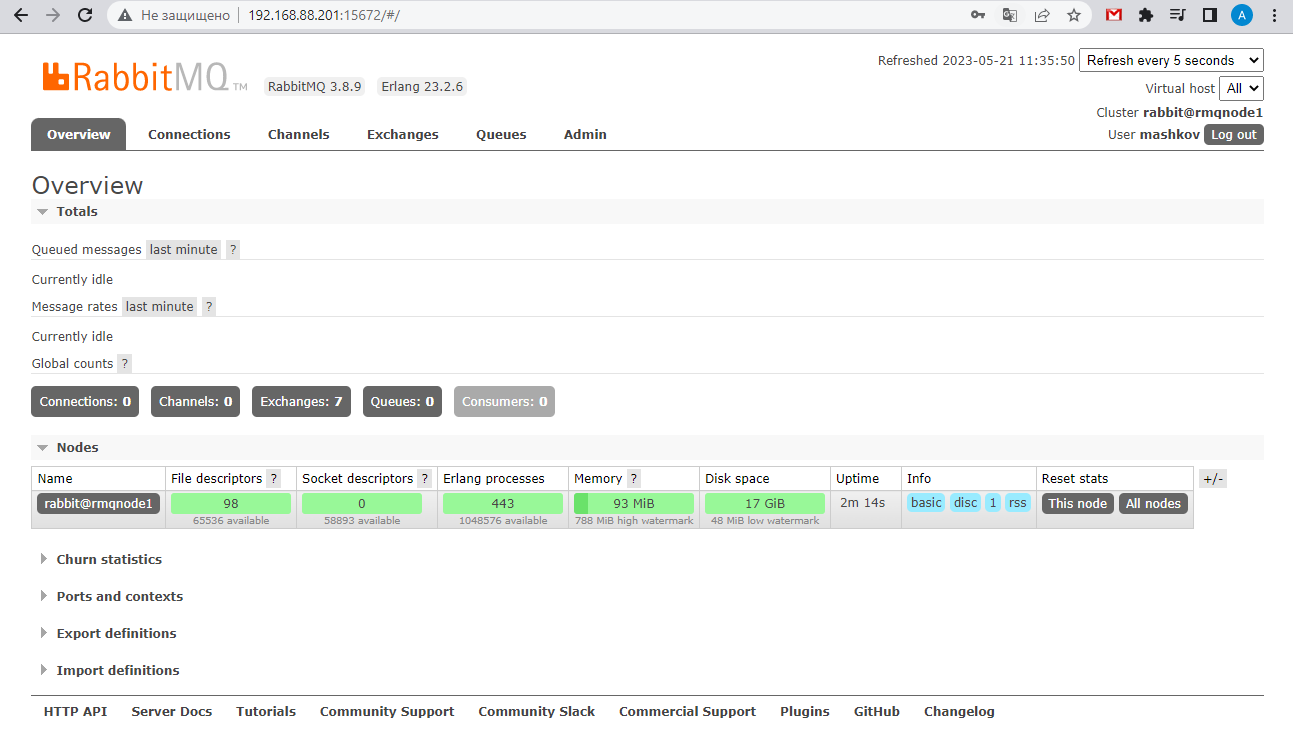 Не защищено 192.168.88.201:15672/#/
A
RabbitMQ TM RabbitMQ 3.8.9 Erlang 23.2.6
Refreshed 2023-05-21 11:35:50 Refresh every 5 seconds
Virtual host All
Cluster rabbit@rmqnode1
User mashkov Log out
Overview Connections Channels Exchanges Queues Admin
Overview
Totals
Queued messages last minute ?
Currently idle
Message rates last minute ?
Currently idle
Global counts ?
Connections: 0 Channels: 0 Exchanges: 7 Queues: 0 Consumers: 0
Nodes
Name File descriptors ? Socket descriptors ? Erlang processes Memory ? Disk space Uptime Info Reset stats +/-
rabbit@rmqnode1 98 0 443 93 MiB 17 GiB 2m 14s basic disc 1 rss This node All nodes
65536 available 58893 available 1048576 available 788 MiB high watermark 48 MiB low watermark
Churn statistics
Ports and contexts
Export definitions
Import definitions
HTTP API Server Docs Tutorials Community Support Community Slack Commercial Support Plugins GitHub Changelog